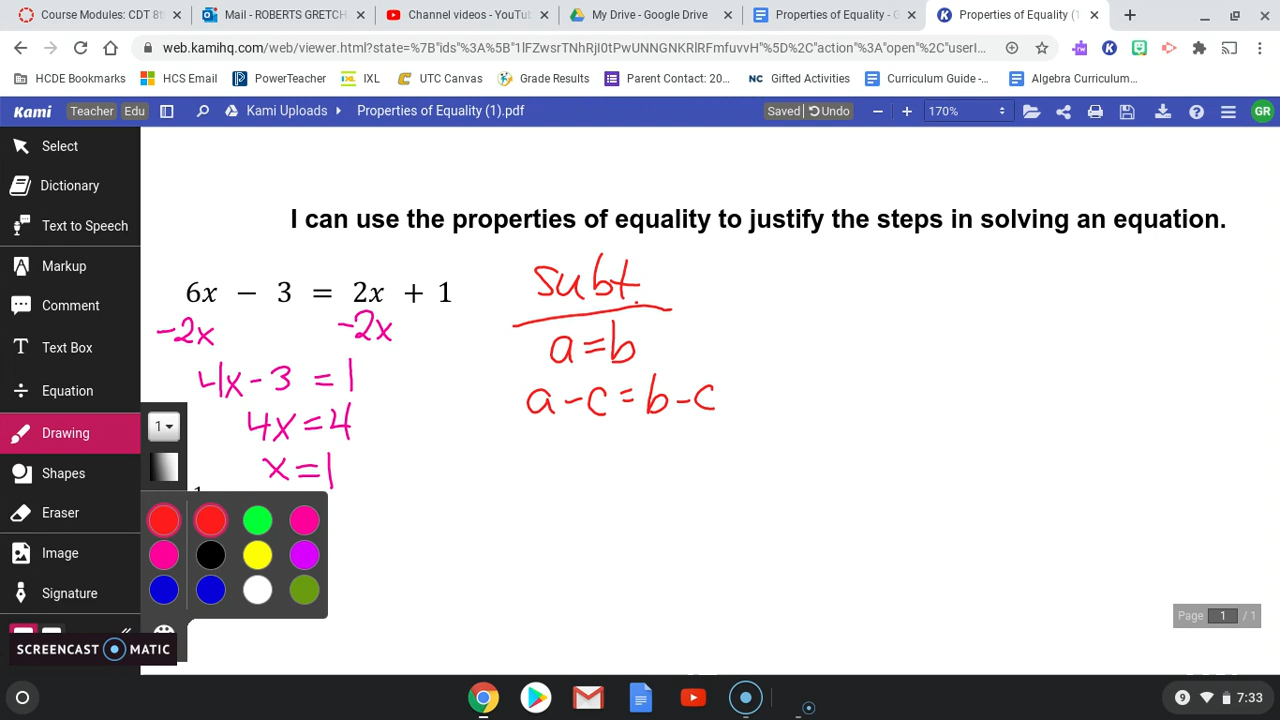 Course Modules: CDT 8th
Mail - ROBERTS GRETCH
Channel videos - YouTu
My Drive - Google Drive
Properties of Equality - G
Properties of Equality (1).p
web.kamihq.com/web/viewer.html?state=%7B"ids"%3A%5B"1lFZwsrTNhRjI0tPwUNNGNKRlRFmfuvvH"%5D%2C"action"%3A"open"%2C"userI...
HCDE Bookmarks
HCS Email
PowerTeacher
IXL
UTC Canvas
Grade Results
Parent Contact: 20...
NC Gifted Activities
Curriculum Guide -...
Algebra Curriculum...
Kami Teacher Edu
Kami Uploads
Properties of Equality (1).pdf
Saved Undo
170%
GR
Select
Dictionary
Text to Speech
Markup
Comment
Text Box
Equation
Drawing
Shapes
Eraser
Image
Signature
1
I can use the properties of equality to justify the steps in solving an equation.
6x − 3 = 2x + 1
-2x -2x
4x - 3 = 1
4x = 4
x = 1
subt.
a = b
a - c = b - c
Page 1 / 1
SCREENCAST MATIC
9 7:33